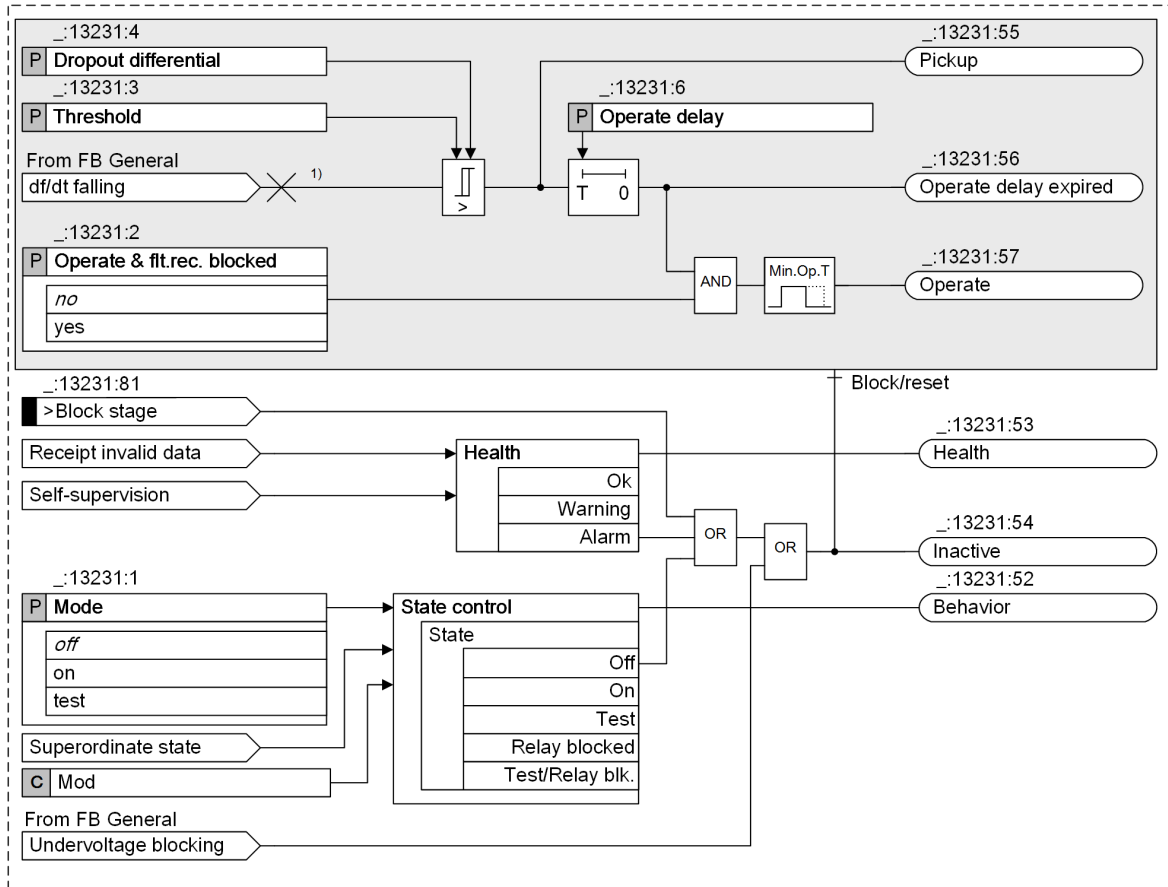 _:13231:4
P Dropout differential
_:13231:3
P Threshold
From FB General
df/dt falling
1)
>
_:13231:6
P Operate delay
T 0
_:13231:55
Pickup
_:13231:56
Operate delay expired
_:13231:2
P Operate & flt.rec. blocked
no
yes
AND
Min.Op.T
_:13231:57
Operate
Block/reset
_:13231:81
>Block stage
Receipt invalid data
Self-supervision
Health
Ok
Warning
Alarm
OR
OR
_:13231:53
Health
_:13231:54
Inactive
_:13231:52
Behavior
_:13231:1
P Mode
off
on
test
Superordinate state
C Mod
State control
State
Off
On
Test
Relay blocked
Test/Relay blk.
From FB General
Undervoltage blocking